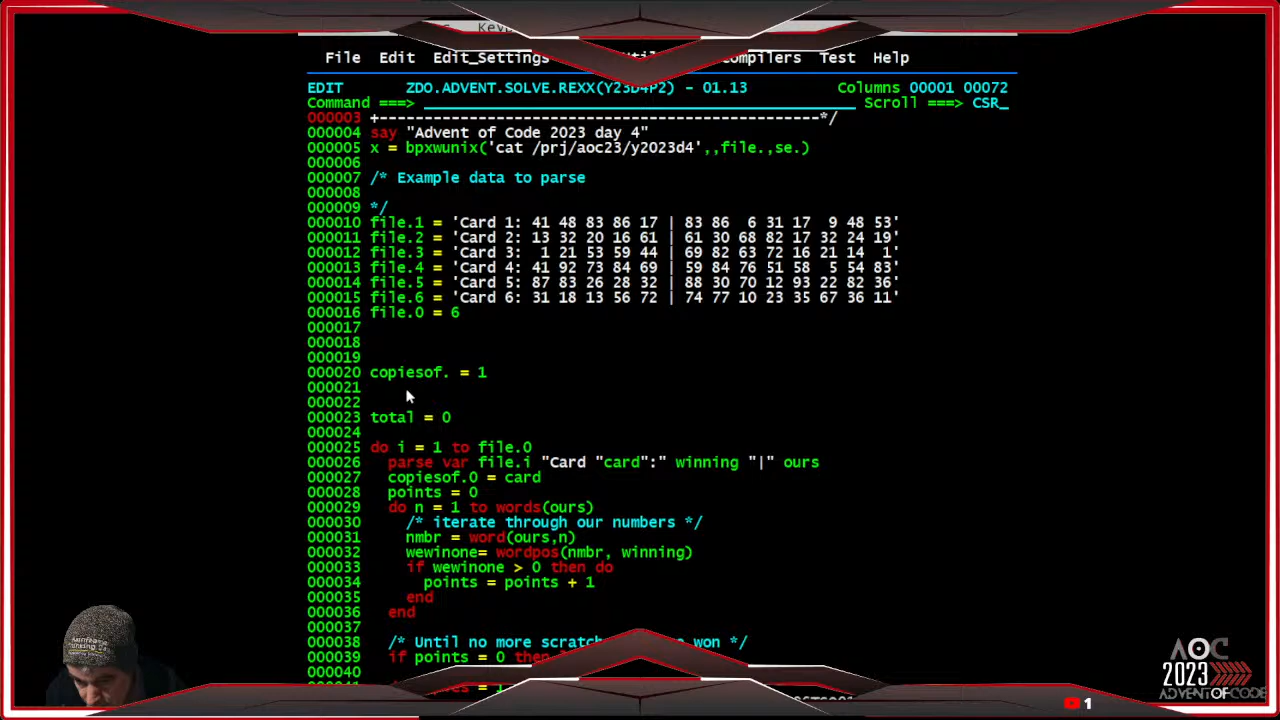 File Edit Edit_Settings Compilers Test Help
EDIT ZDO.ADVENT.SOLVE.REXX(Y23D4P2) - 01.13 Columns 00001 00072
Command ===> Scroll ===> CSR_
000003 +-------------------------------------------------*/
000004 say "Advent of Code 2023 day 4"
000005 x = bpxwunix('cat /prj/aoc23/y2023d4',,file.,se.)
000006
000007 /* Example data to parse
000008
000009 */
000010 file.1 = 'Card 1: 41 48 83 86 17 | 83 86  6 31 17  9 48 53'
000011 file.2 = 'Card 2: 13 32 20 16 61 | 61 30 68 82 17 32 24 19'
000012 file.3 = 'Card 3:  1 21 53 59 44 | 69 82 63 72 16 21 14  1'
000013 file.4 = 'Card 4: 41 92 73 84 69 | 59 84 76 51 58  5 54 83'
000014 file.5 = 'Card 5: 87 83 26 28 32 | 88 30 70 12 93 22 82 36'
000015 file.6 = 'Card 6: 31 18 13 56 72 | 74 77 10 23 35 67 36 11'
000016 file.0 = 6
000017
000018
000019
000020 copiesof. = 1
000021
000022
000023 total = 0
000024
000025 do i = 1 to file.0
000026   parse var file.i "Card "card":" winning "|" ours
000027   copiesof.0 = card
000028   points = 0
000029   do n = 1 to words(ours)
000030     /* iterate through our numbers */
000031     nmbr = word(ours,n)
000032     wewinone= wordpos(nmbr, winning)
000033     if wewinone > 0 then do
000034       points = points + 1
000035     end
000036   end
000037
000038   /* Until no more won */
000039   if points = 0 then
000040
AOC
2023
ADVENT OF CODE
1